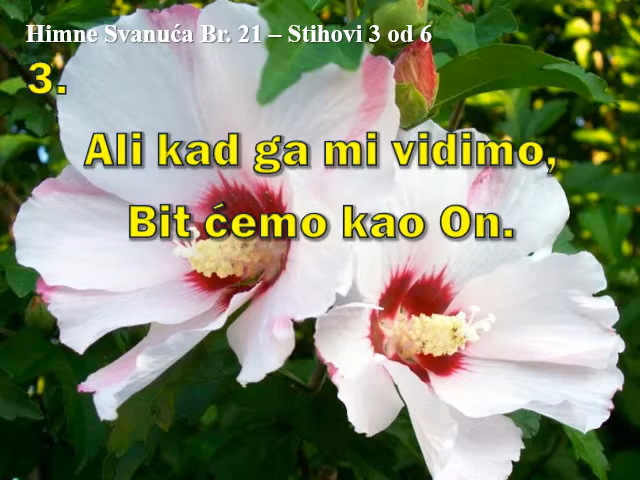 Himne Svanuća Br. 21 – Stihovi 3 od 6
3.
Ali kad ga mi vidimo,
Bit ćemo kao On.